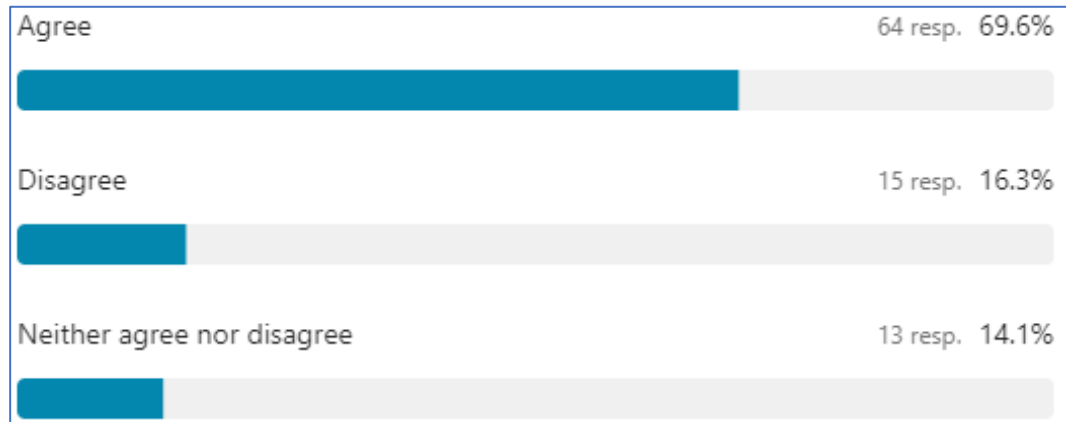 Agree 64 resp. 69.6%
Disagree 15 resp. 16.3%
Neither agree nor disagree 13 resp. 14.1%